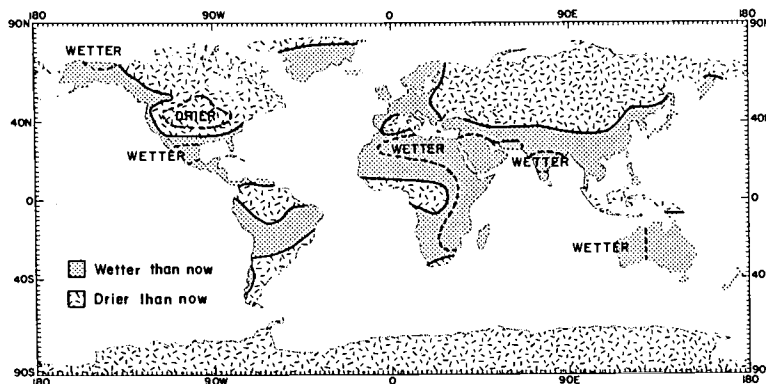 180 90W 0 90E 180
90N 90N
WETTER
40N DRIER 40N
WETTER WETTER WETTER
0 0
WETTER
Wetter than now
Drier than now
40S 40S
90S 90S
180 90W 0 90E 180